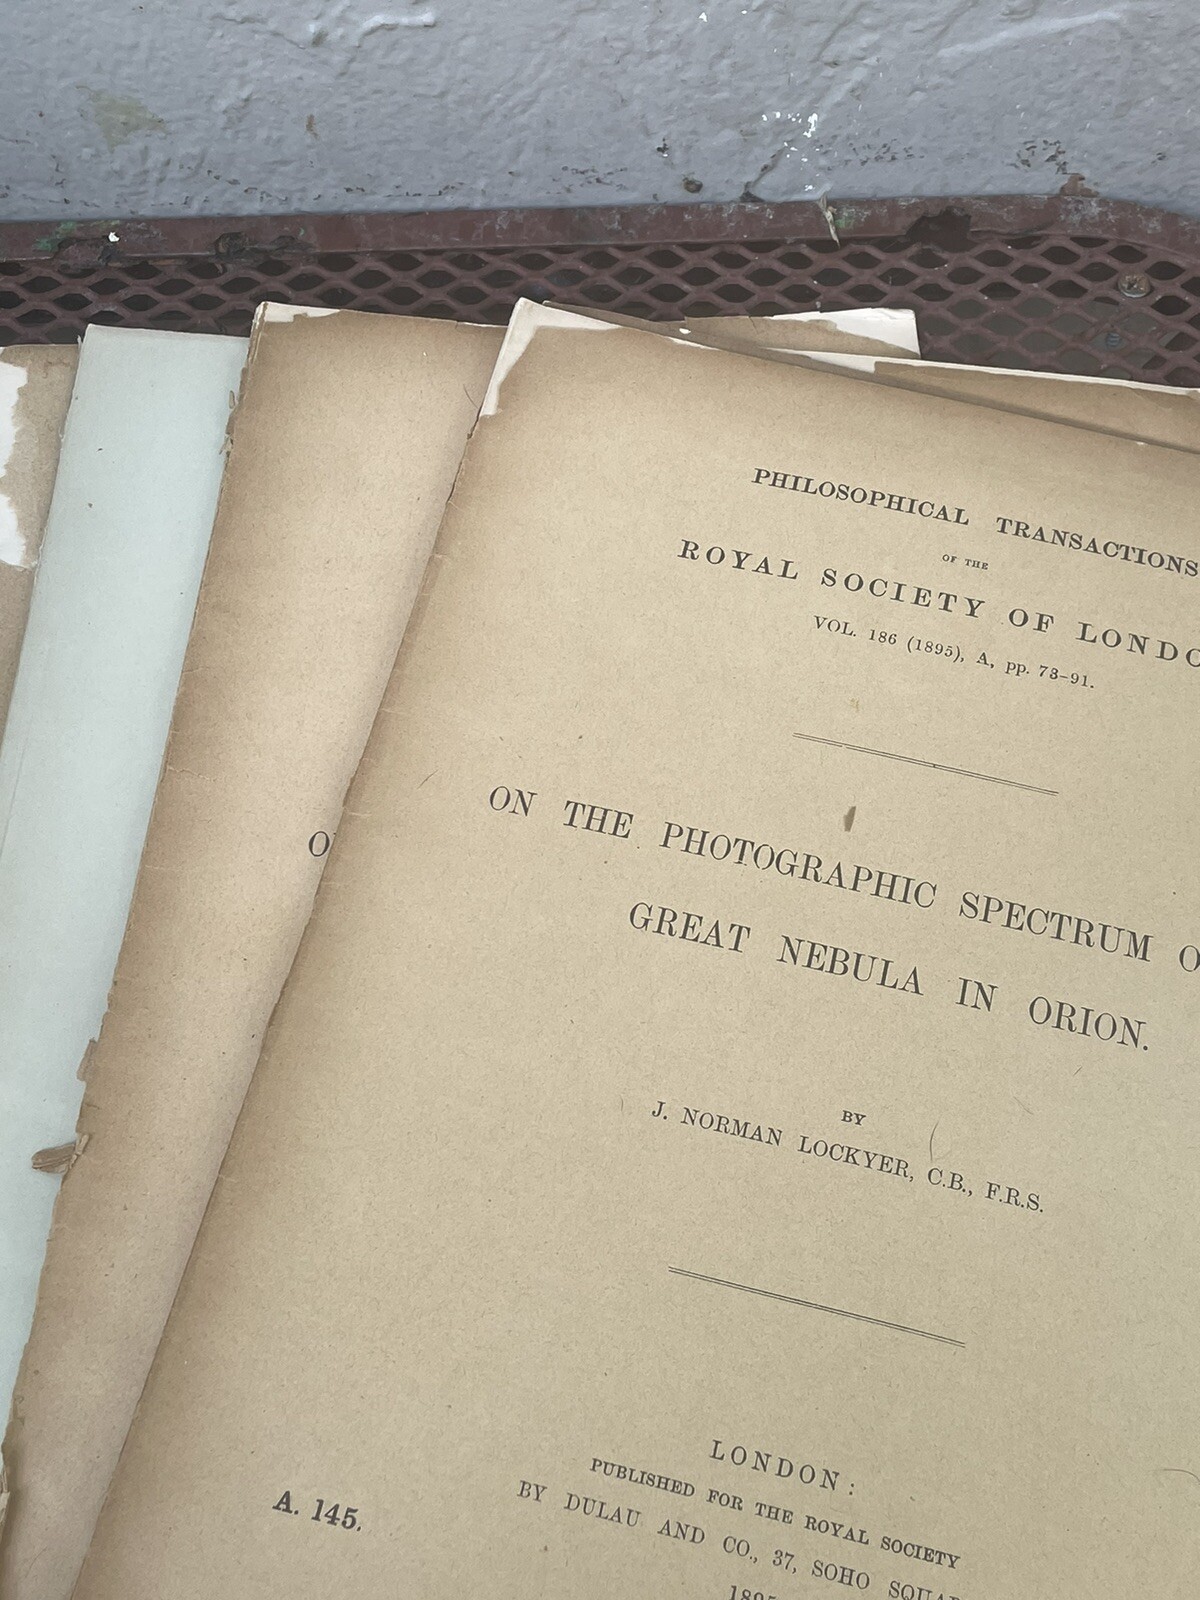 PHILOSOPHICAL TRANSACTIONS
OF THE
ROYAL SOCIETY OF LONDO
VOL. 186 (1895), A, pp. 73–91.
ON THE PHOTOGRAPHIC SPECTRUM O
GREAT NEBULA IN ORION.
BY
J. NORMAN LOCKYER, C.B., F.R.S.
LONDON:
PUBLISHED FOR THE ROYAL SOCIETY
BY DULAU AND CO., 37, SOHO SQUA
1895
A. 145.
O